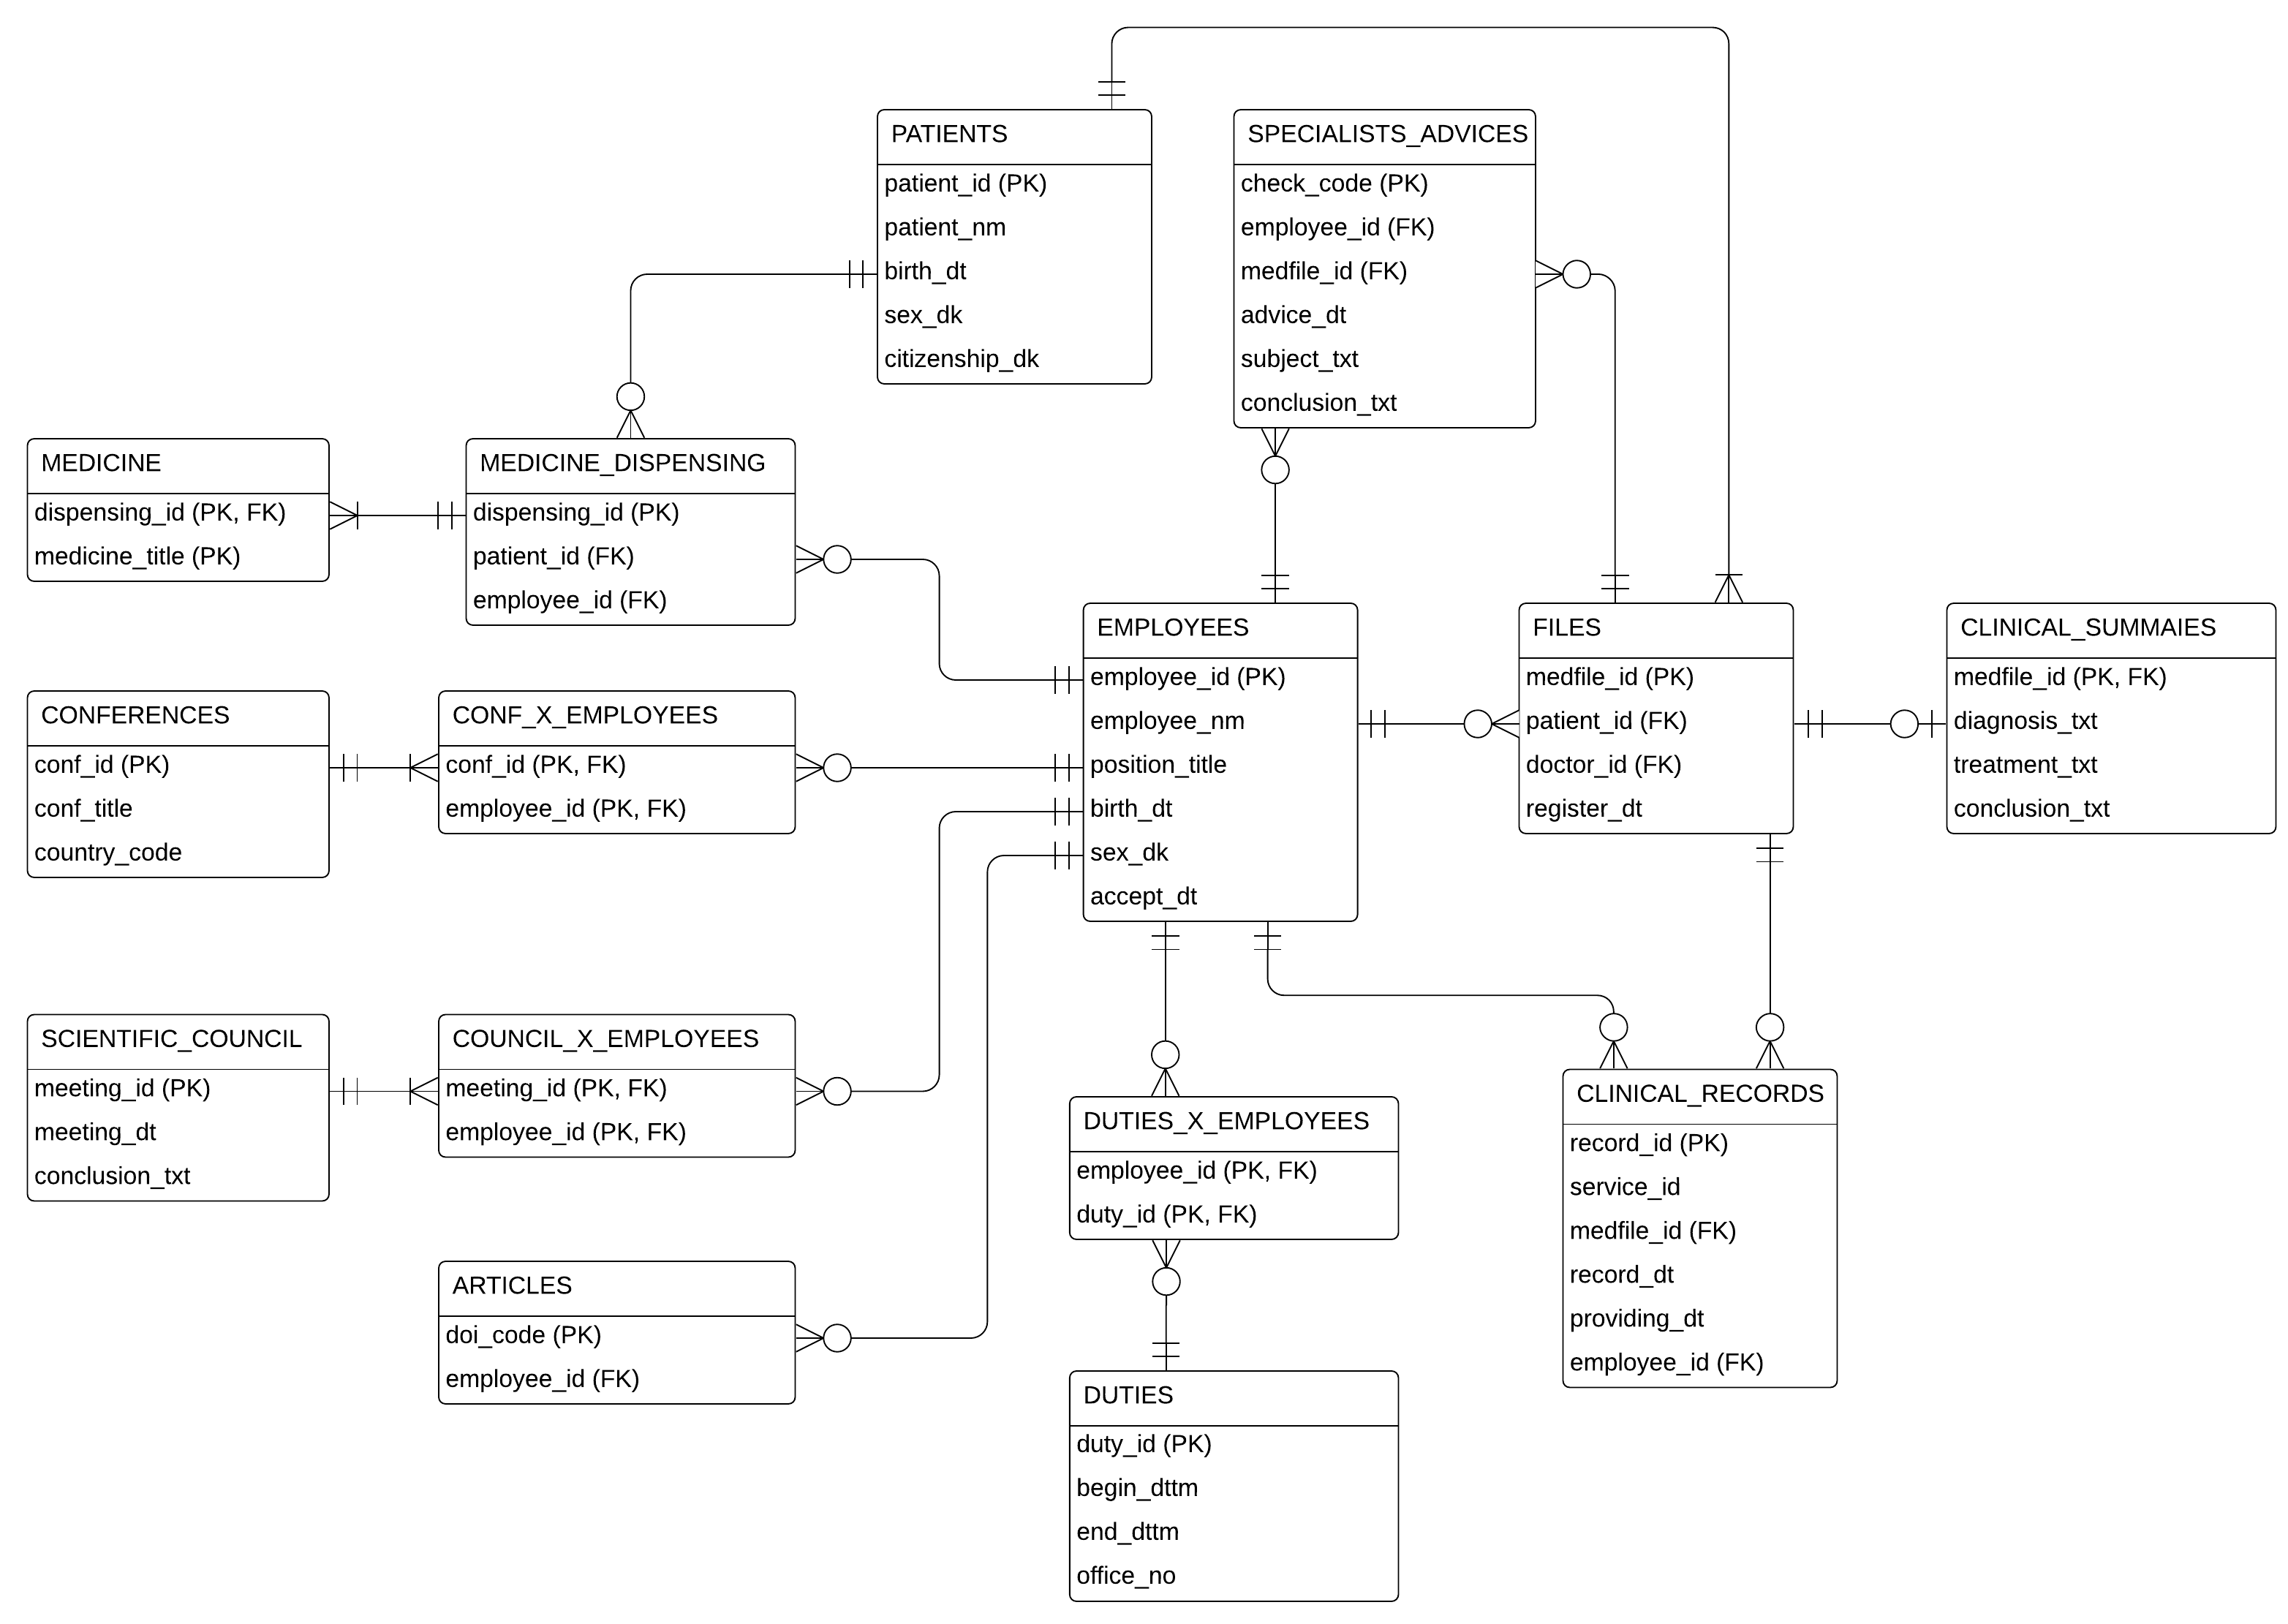 PATIENTS
patient_id (PK)
patient_nm
birth_dt
sex_dk
citizenship_dk
SPECIALISTS_ADVICES
check_code (PK)
employee_id (FK)
medfile_id (FK)
advice_dt
subject_txt
conclusion_txt
MEDICINE
dispensing_id (PK, FK)
medicine_title (PK)
MEDICINE_DISPENSING
dispensing_id (PK)
patient_id (FK)
employee_id (FK)
EMPLOYEES
employee_id (PK)
employee_nm
position_title
birth_dt
sex_dk
accept_dt
FILES
medfile_id (PK)
patient_id (FK)
doctor_id (FK)
register_dt
CLINICAL_SUMMAIES
medfile_id (PK, FK)
diagnosis_txt
treatment_txt
conclusion_txt
CONFERENCES
conf_id (PK)
conf_title
country_code
CONF_X_EMPLOYEES
conf_id (PK, FK)
employee_id (PK, FK)
SCIENTIFIC_COUNCIL
meeting_id (PK)
meeting_dt
conclusion_txt
COUNCIL_X_EMPLOYEES
meeting_id (PK, FK)
employee_id (PK, FK)
DUTIES_X_EMPLOYEES
employee_id (PK, FK)
duty_id (PK, FK)
CLINICAL_RECORDS
record_id (PK)
service_id
medfile_id (FK)
record_dt
providing_dt
employee_id (FK)
ARTICLES
doi_code (PK)
employee_id (FK)
DUTIES
duty_id (PK)
begin_dttm
end_dttm
office_no